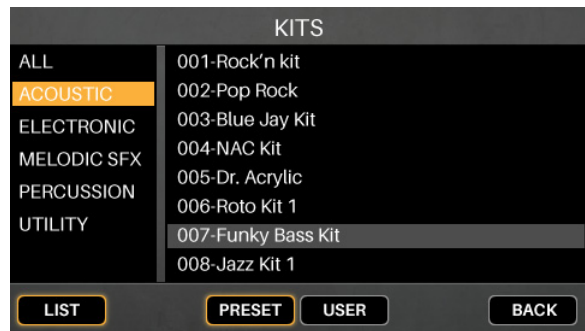 KITS
ALL
ACOUSTIC
ELECTRONIC
MELODIC SFX
PERCUSSION
UTILITY
001-Rock'n kit
002-Pop Rock
003-Blue Jay Kit
004-NAC Kit
005-Dr. Acrylic
006-Roto Kit 1
007-Funky Bass Kit
008-Jazz Kit 1
LIST PRESET USER BACK